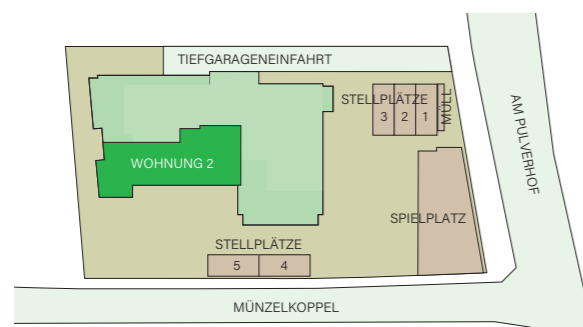 TIEFGARAGENEINFAHRT
STELLPLÄTZE
3 2 1
MÜLL
AM PULVERHOF
WOHNUNG 2
SPIELPLATZ
STELLPLÄTZE
5 4
MÜNZELKOPPEL